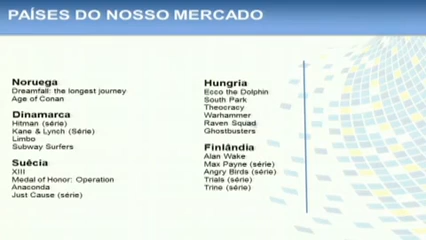 PAÍSES DO NOSSO MERCADO
Noruega
Dreamfall: the longest journey
Age of Conan
Dinamarca
Hitman (série)
Kane & Lynch (Série)
Limbo
Subway Surfers
Suécia
XIII
Medal of Honor: Operation
Anaconda
Just Cause (série)
Hungria
Ecco the Dolphin
South Park
Theocracy
Warhammer
Raven Squad
Ghostbusters
Finlândia
Alan Wake
Max Payne (série)
Angry Birds (série)
Trials (série)
Trine (série)